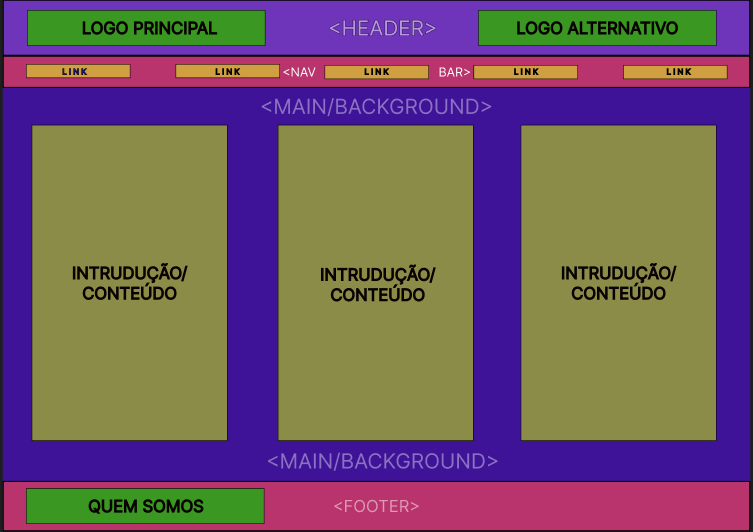 LOGO PRINCIPAL <HEADER> LOGO ALTERNATIVO
LINK LINK <NAV LINK BAR> LINK LINK
<MAIN/BACKGROUND>
INTRUDUÇÃO/
CONTEÚDO
INTRUDUÇÃO/
CONTEÚDO
INTRUDUÇÃO/
CONTEÚDO
<MAIN/BACKGROUND>
QUEM SOMOS <FOOTER>